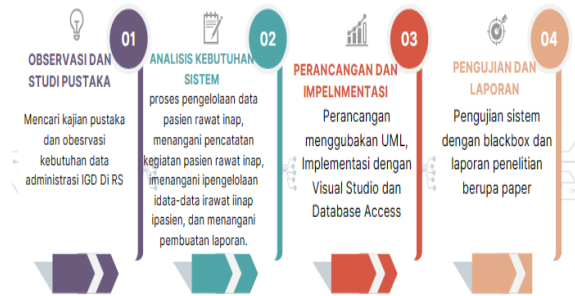 01
OBSERVASI DAN
STUDI PUSTAKA
Mencari kajian pustaka
dan obesrvasi
kebutuhan data
administrasi IGD Di RS
02
ANALISIS KEBUTUHAN
SISTEM
proses pengelolaan data
pasien rawat inap,
menangani pencatatan
kegiatan pasien rawat inap,
imenangani ipengelolaan
idata-data irawat iinap
ipasien, dan menangani
pembuatan laporan.
03
PERANCANGAN DAN
IMPELNMENTASI
Perancangan
menggubakan UML,
Implementasi dengan
Visual Studio dan
Database Access
04
PENGUJIAN DAN
LAPORAN
Pengujian sistem
dengan blackbox dan
laporan penelitian
berupa paper